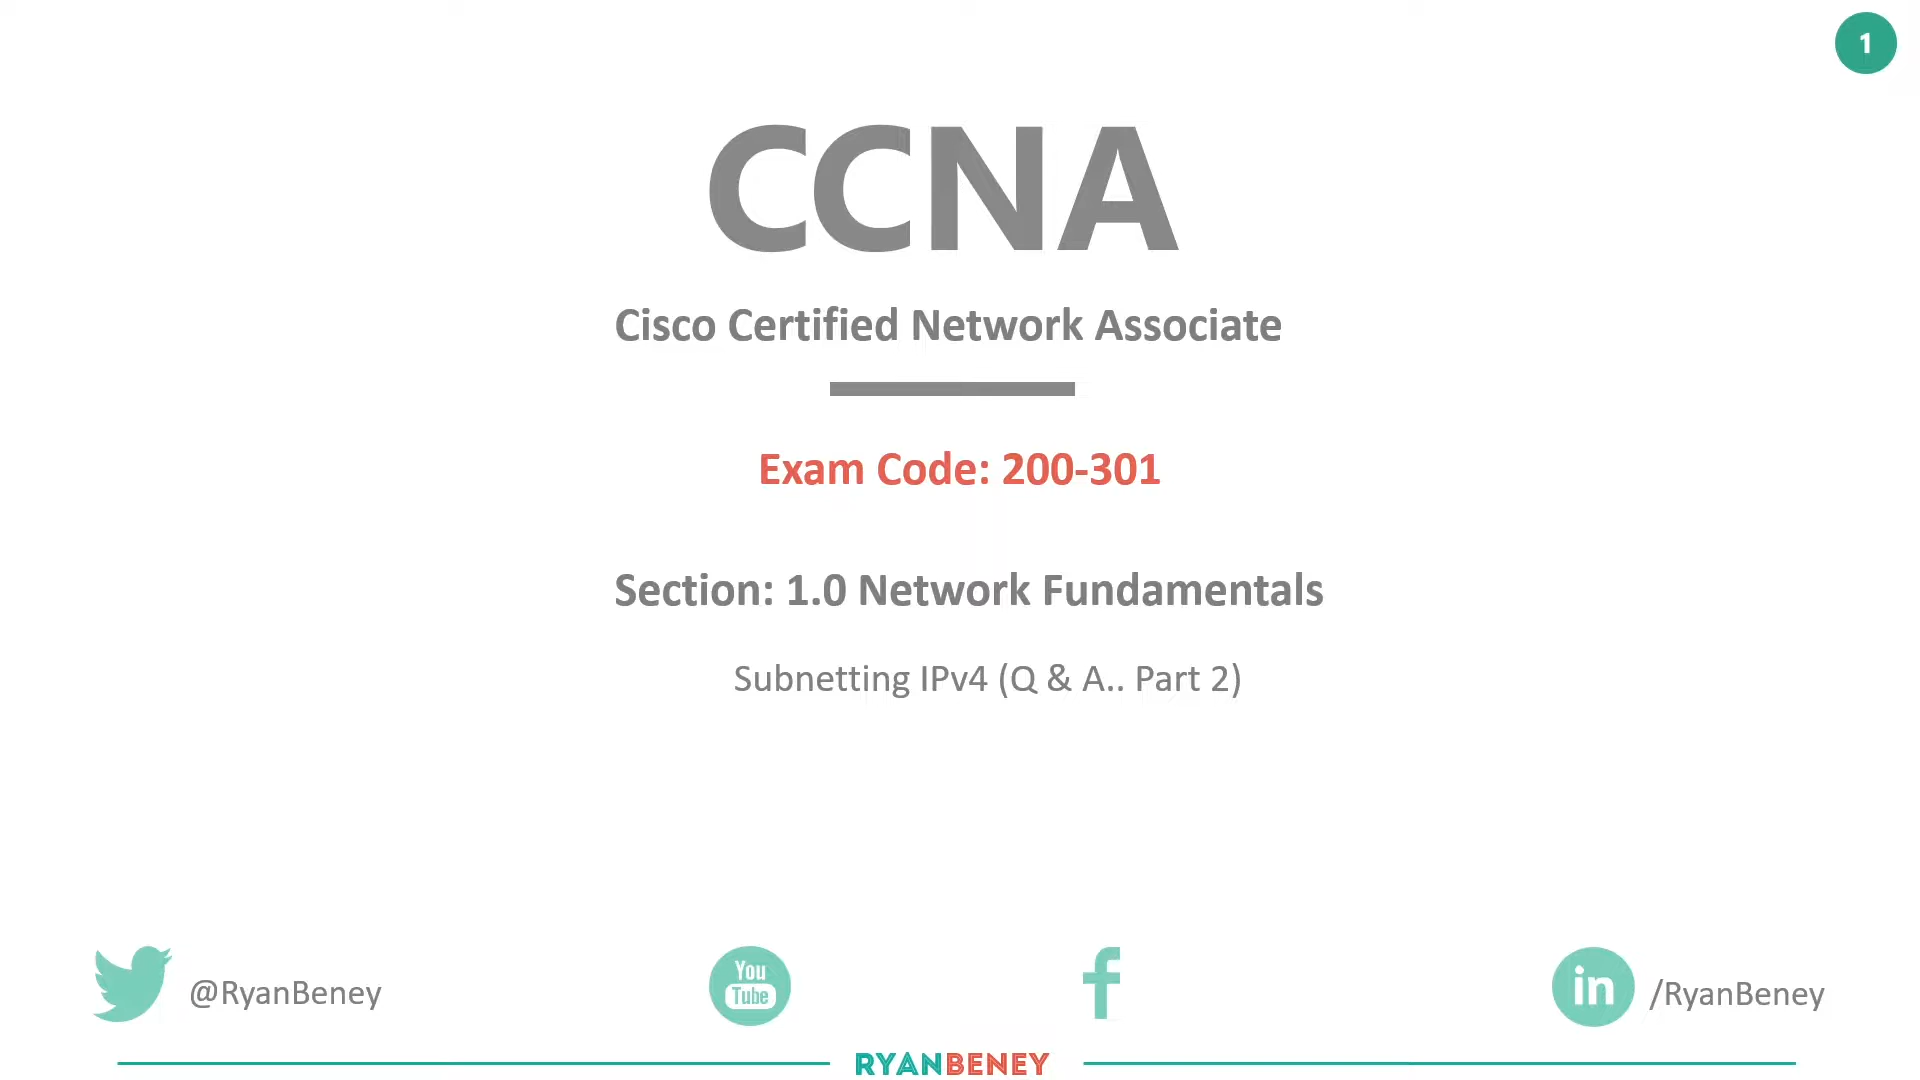 1
CCNA
Cisco Certified Network Associate
Exam Code: 200-301
Section: 1.0 Network Fundamentals
Subnetting IPv4 (Q & A.. Part 2)
@RyanBeney
You
Tube
f
in
/RyanBeney
RYANBENEY